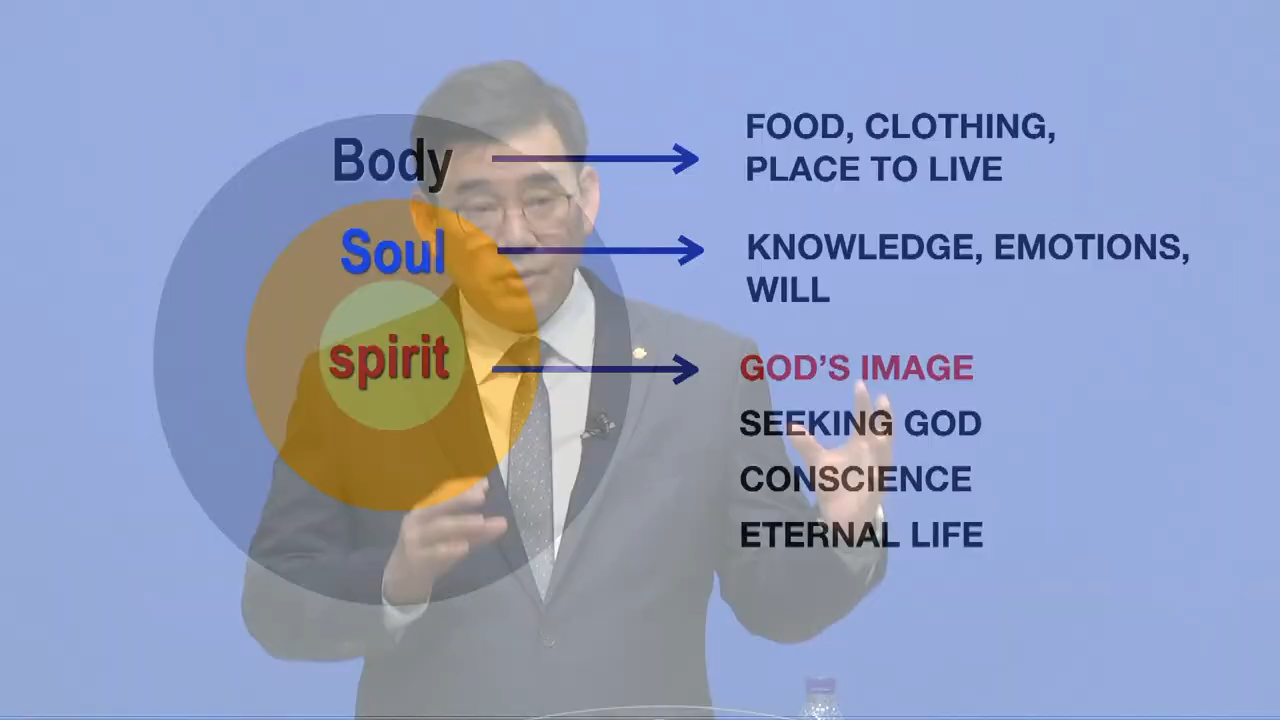 Body
FOOD, CLOTHING,
PLACE TO LIVE
Soul
KNOWLEDGE, EMOTIONS,
WILL
spirit
GOD'S IMAGE
SEEKING GOD
CONSCIENCE
ETERNAL LIFE